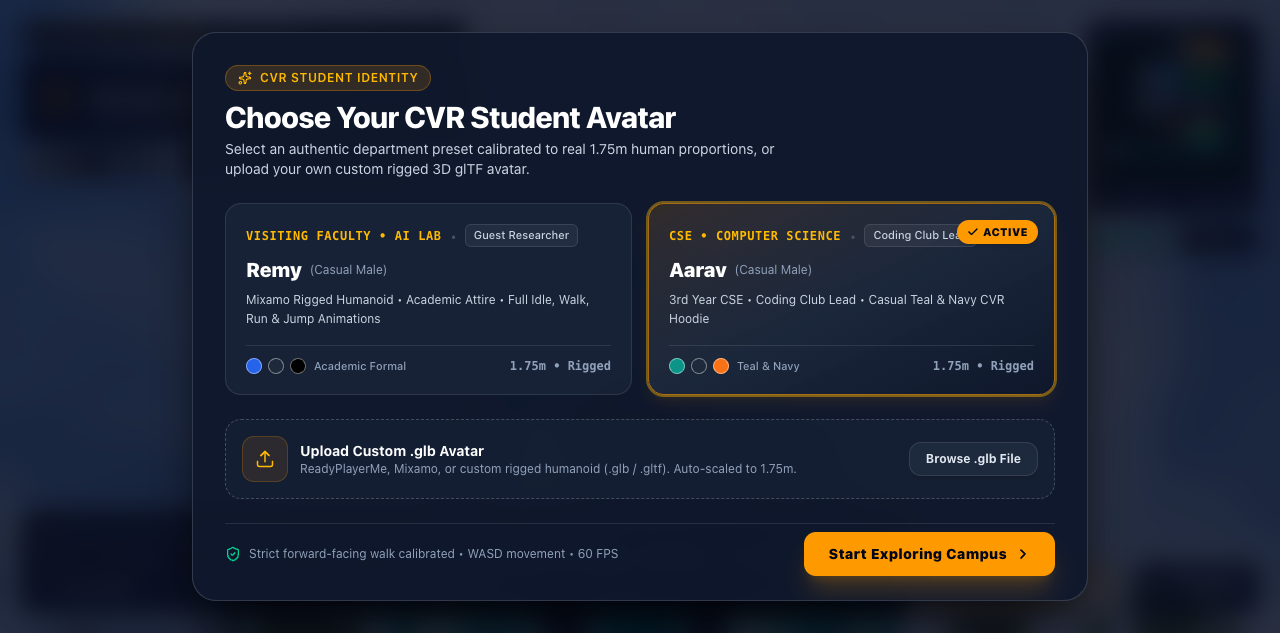 CVR STUDENT IDENTITY
Choose Your CVR Student Avatar
Select an authentic department preset calibrated to real 1.75m human proportions, or
upload your own custom rigged 3D glTF avatar.
VISITING FACULTY • AI LAB • Guest Researcher
Remy (Casual Male)
Mixamo Rigged Humanoid • Academic Attire • Full Idle, Walk,
Run & Jump Animations
Academic Formal 1.75m • Rigged
CSE • COMPUTER SCIENCE • Coding Club ACTIVE
Aarav (Casual Male)
3rd Year CSE • Coding Club Lead • Casual Teal & Navy CVR
Hoodie
Teal & Navy 1.75m • Rigged
Upload Custom .glb Avatar
ReadyPlayerMe, Mixamo, or custom rigged humanoid (.glb / .gltf). Auto-scaled to 1.75m.
Browse .glb File
Strict forward-facing walk calibrated • WASD movement • 60 FPS
Start Exploring Campus